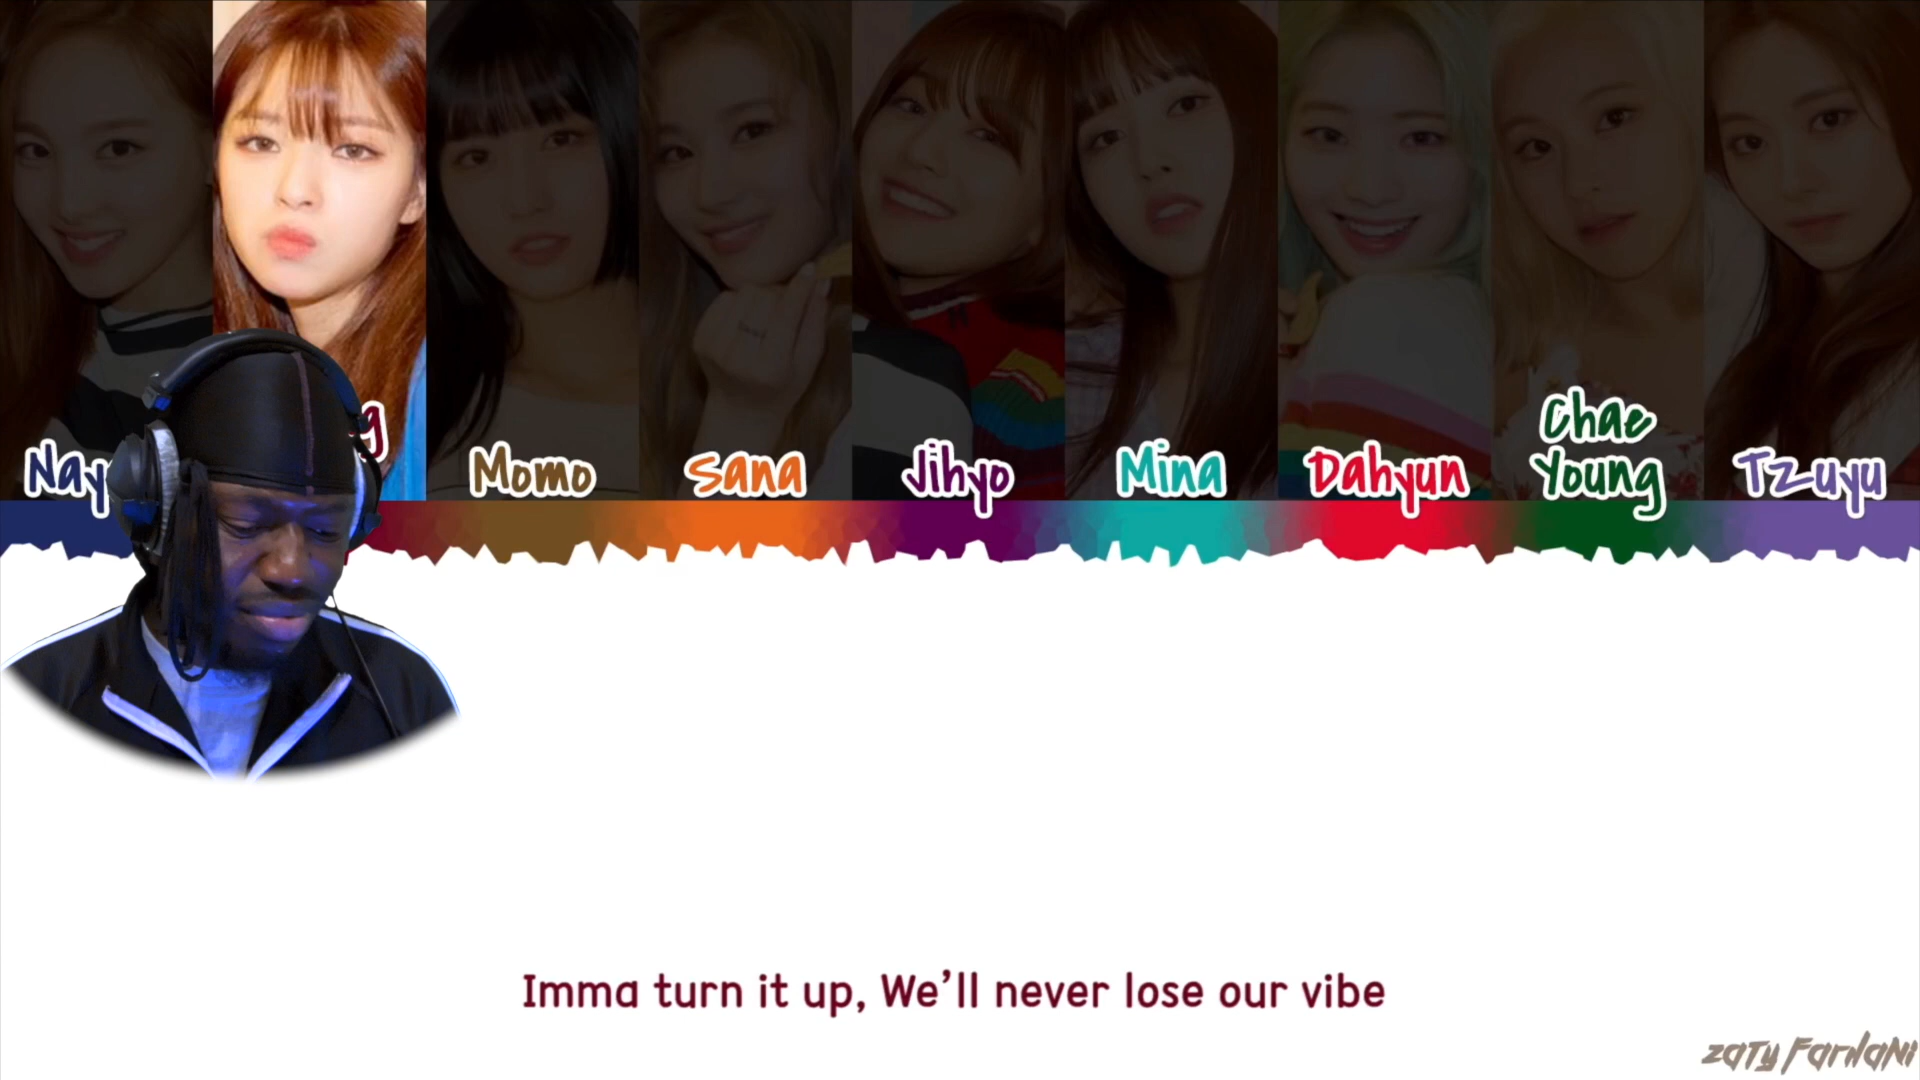 Nay
g
Momo
Sana
Jihyo
Mina
Dahyun
Chae
Young
Tzuyu
Imma turn it up, We'll never lose our vibe
Zaty Fardani